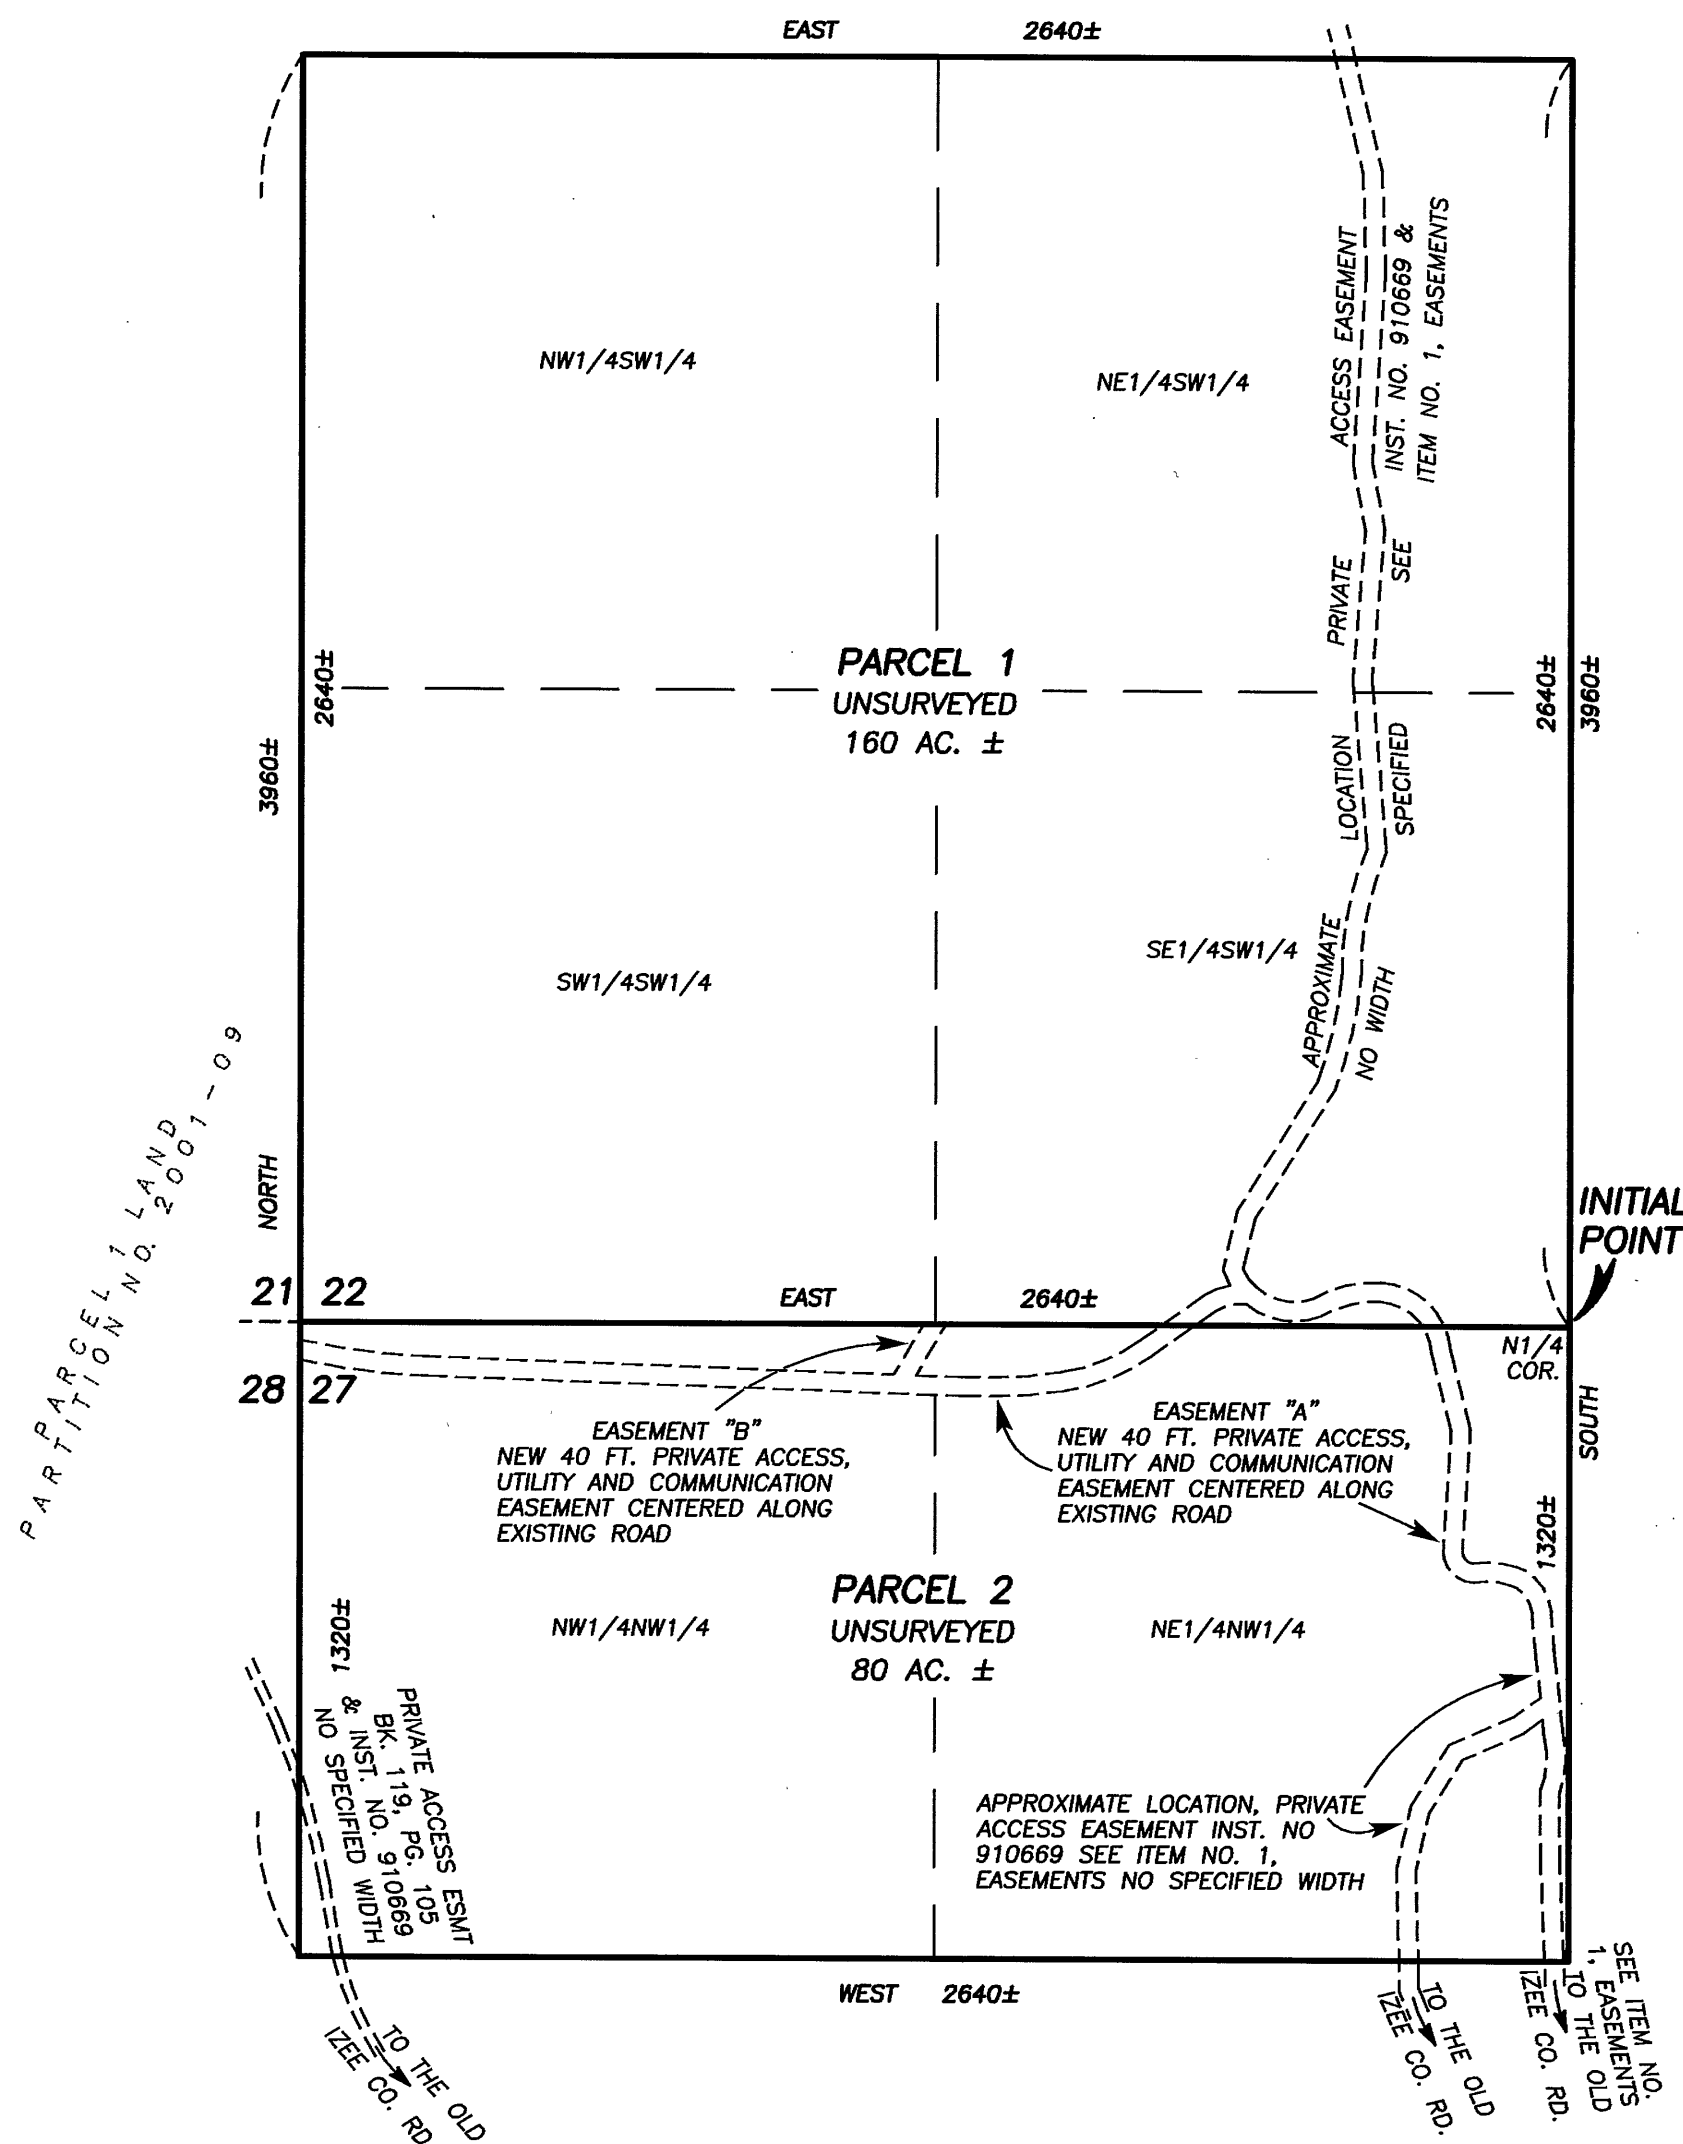 EAST 2640±
NW1/4SW1/4
NE1/4SW1/4
APPROXIMATE LOCATION PRIVATE ACCESS EASEMENT
NO WIDTH SPECIFIED SEE INST. NO. 910669 &
ITEM NO. 1, EASEMENTS
PARCEL 1
UNSURVEYED
160 AC. ±
2640±
3960±
2640±
3960±
SW1/4SW1/4
SE1/4SW1/4
PARCEL 1 LAND
PARTITION NO. 2001-09
NORTH
INITIAL
POINT
21 22
EAST 2640±
28 27
N1/4
COR.
SOUTH
EASEMENT "B"
NEW 40 FT. PRIVATE ACCESS,
UTILITY AND COMMUNICATION
EASEMENT CENTERED ALONG
EXISTING ROAD
EASEMENT "A"
NEW 40 FT. PRIVATE ACCESS,
UTILITY AND COMMUNICATION
EASEMENT CENTERED ALONG
EXISTING ROAD
1320±
1320±
PARCEL 2
UNSURVEYED
80 AC. ±
NW1/4NW1/4
NE1/4NW1/4
PRIVATE ACCESS ESMT
BK. 119, PG. 105
& INST. NO. 910669
NO SPECIFIED WIDTH
APPROXIMATE LOCATION, PRIVATE
ACCESS EASEMENT INST. NO
910669 SEE ITEM NO. 1,
EASEMENTS NO SPECIFIED WIDTH
WEST 2640±
TO THE OLD
IZEE CO. RD
TO THE OLD
IZEE CO. RD.
SEE ITEM NO.
1, EASEMENTS
TO THE OLD
IZEE CO. RD.